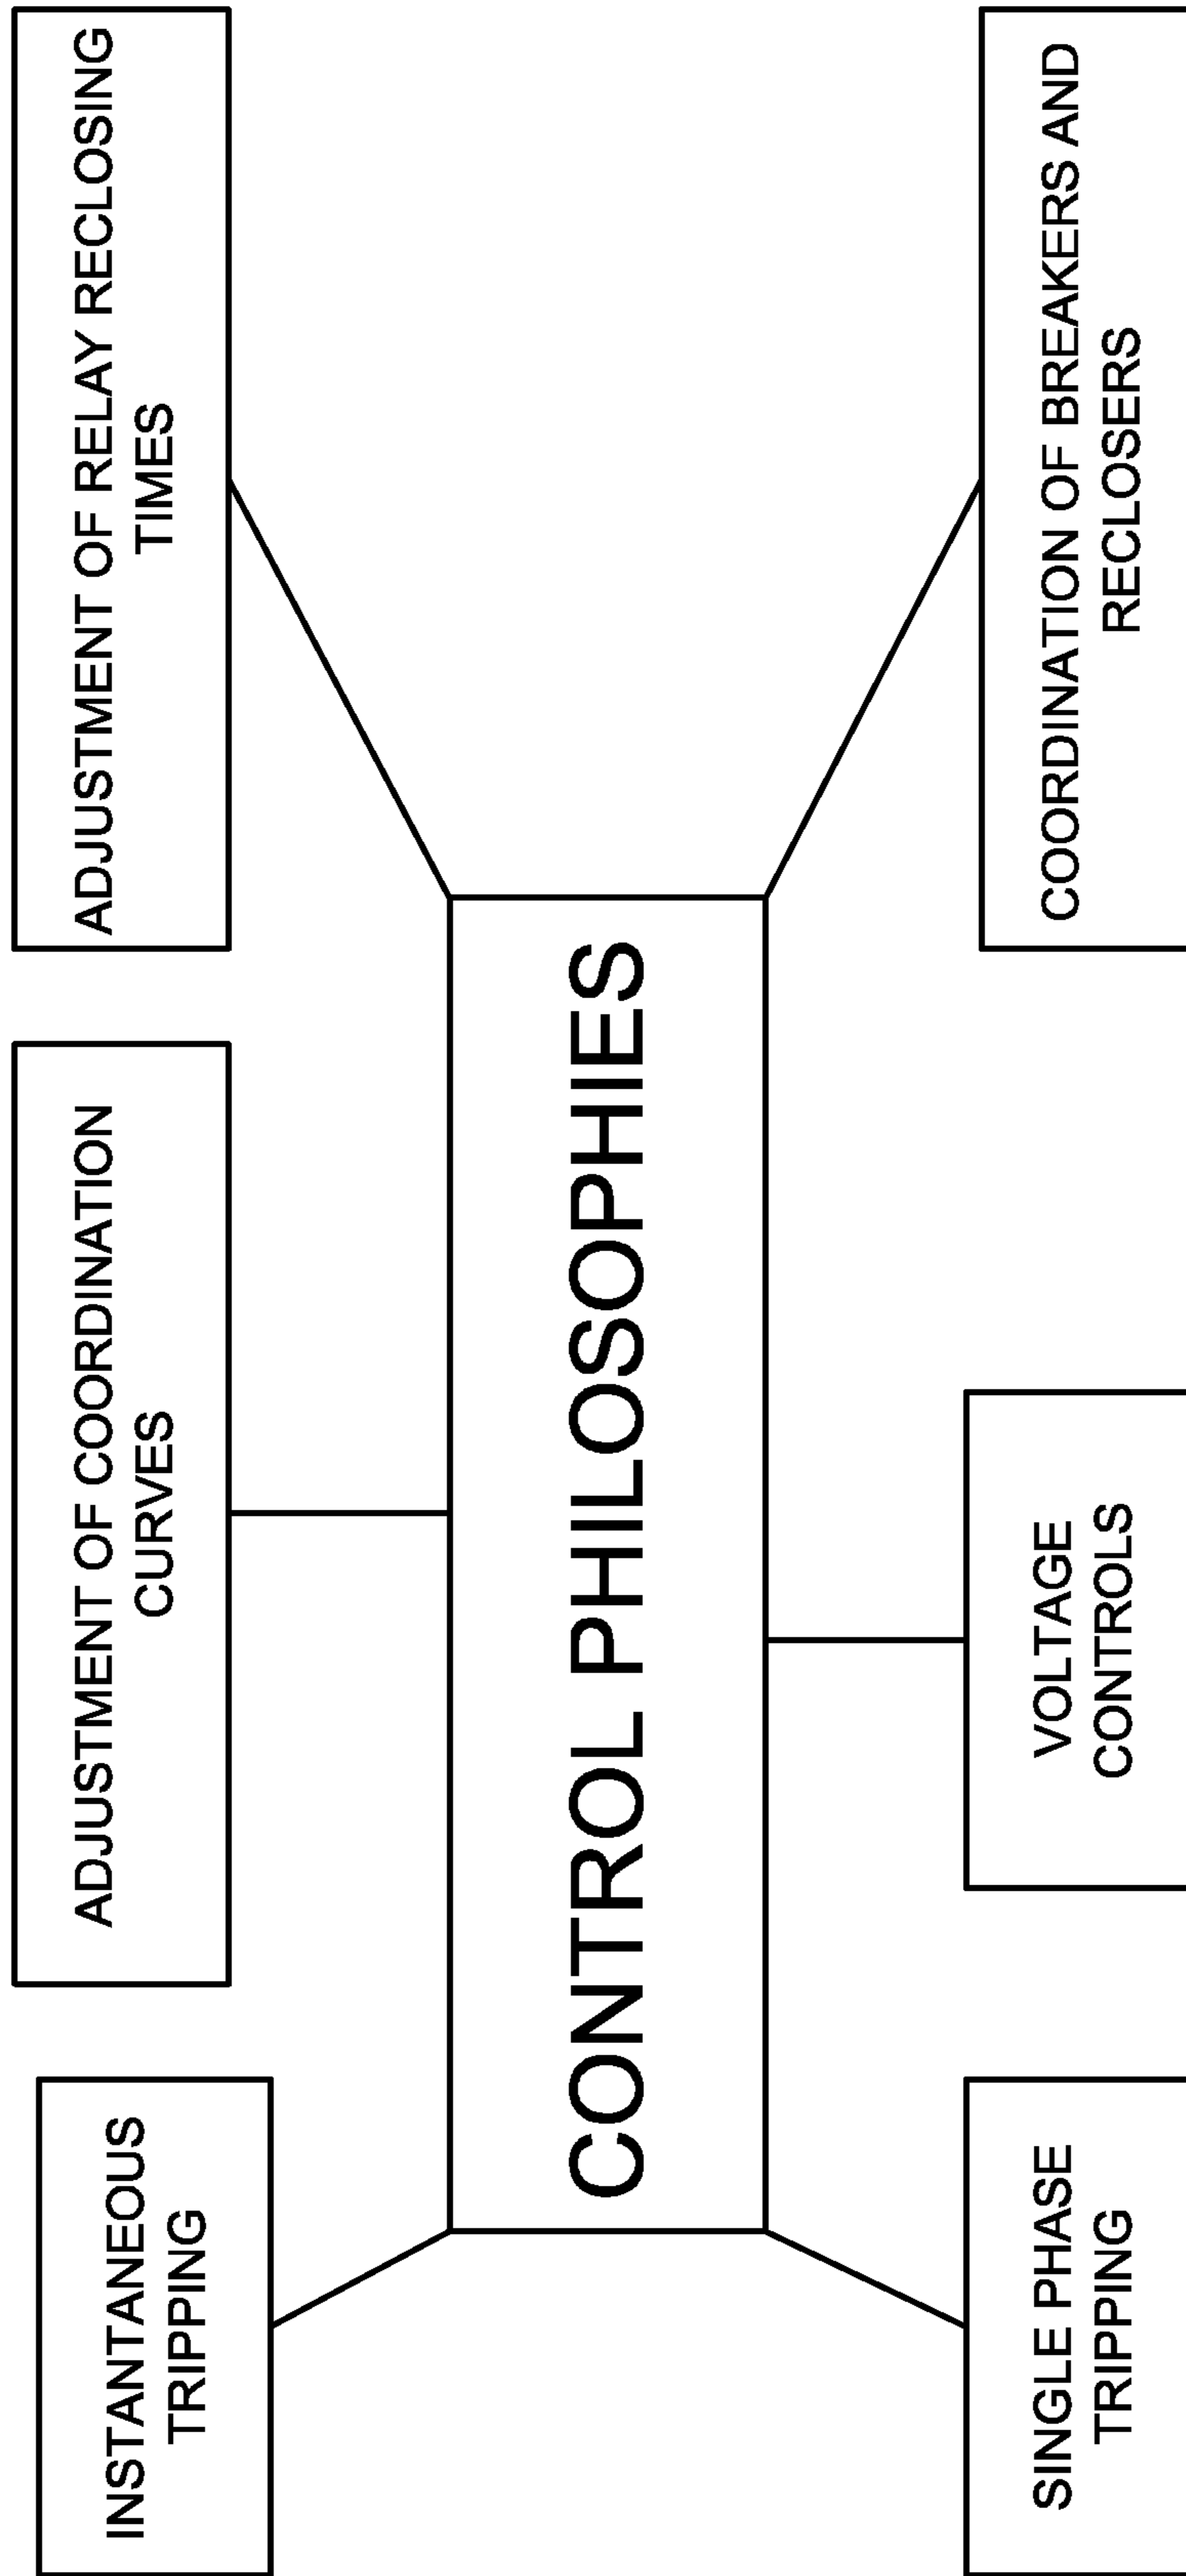 INSTANTANEOUS
TRIPPING
ADJUSTMENT OF COORDINATION
CURVES
ADJUSTMENT OF RELAY RECLOSING
TIMES
CONTROL PHILOSOPHIES
SINGLE PHASE
TRIPPING
VOLTAGE
CONTROLS
COORDINATION OF BREAKERS AND
RECLOSERS